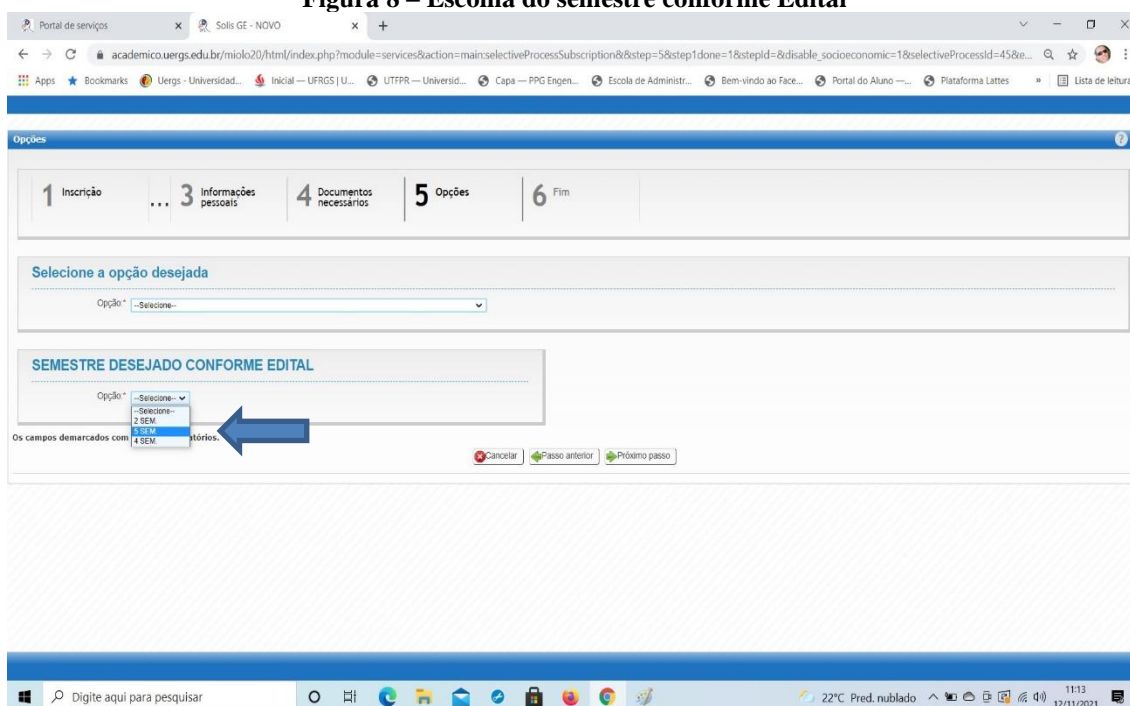 Figura 8 – Escolha do semestre conforme Edital
Portal de serviços
Solis GE - NOVO
academico.uergs.edu.br/miolo20/html/index.php?module=services&action=main:selectiveProcessSubscription&&step=5&step1done=1&stepId=&disable_socioeconomic=1&selectiveProcessId=45&e...
Apps Bookmarks Uergs - Universidad... Inicial — UFRGS | U... UTFPR — Universid... Capa — PPG Engen... Escola de Administr... Bem-vindo ao Face... Portal do Aluno —... Plataforma Lattes » Lista de leitura
Opções
1 Inscrição ... 3 Informações pessoais 4 Documentos necessários 5 Opções 6 Fim
Selecione a opção desejada
Opção:* --Selecione--
SEMESTRE DESEJADO CONFORME EDITAL
Opção:* --Selecione--
--Selecione--
2 SEM.
5 SEM.
4 SEM.
Os campos demarcados com
Cancelar Passo anterior Próximo passo
Digite aqui para pesquisar
22°C Pred. nublado
11:13
12/11/2021